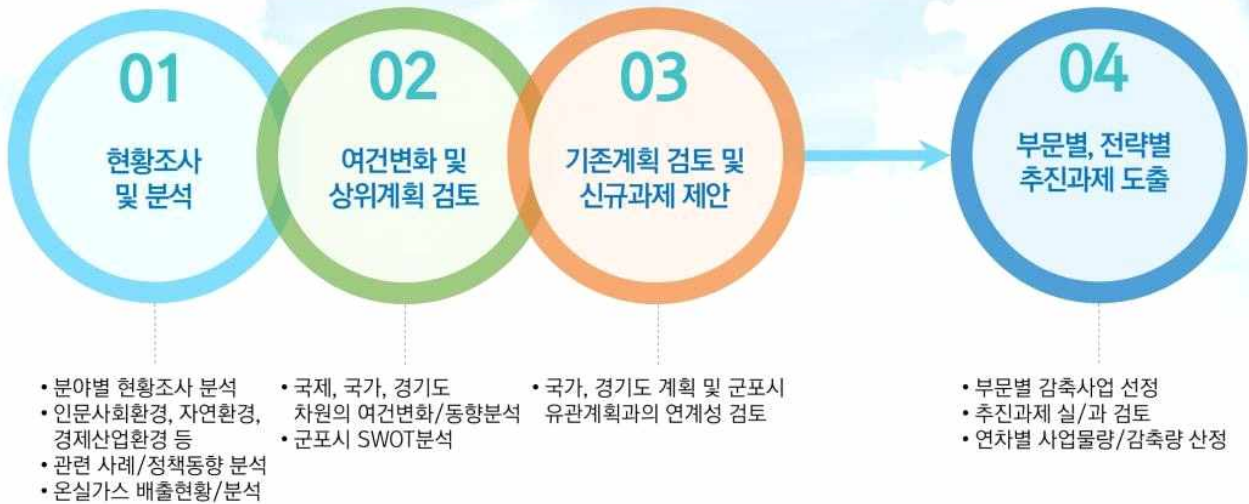 01
현황조사
및 분석
02
여건변화 및
상위계획 검토
03
기존계획 검토 및
신규과제 제안
04
부문별, 전략별
추진과제 도출
• 분야별 현황조사 분석
• 인문사회환경, 자연환경,
경제산업환경 등
• 관련 사례/정책동향 분석
• 온실가스 배출현황/분석
• 국제, 국가, 경기도
차원의 여건변화/동향분석
• 군포시 SWOT분석
• 국가, 경기도 계획 및 군포시
유관계획과의 연계성 검토
• 부문별 감축사업 선정
• 추진과제 실/과 검토
• 연차별 사업물량/감축량 산정